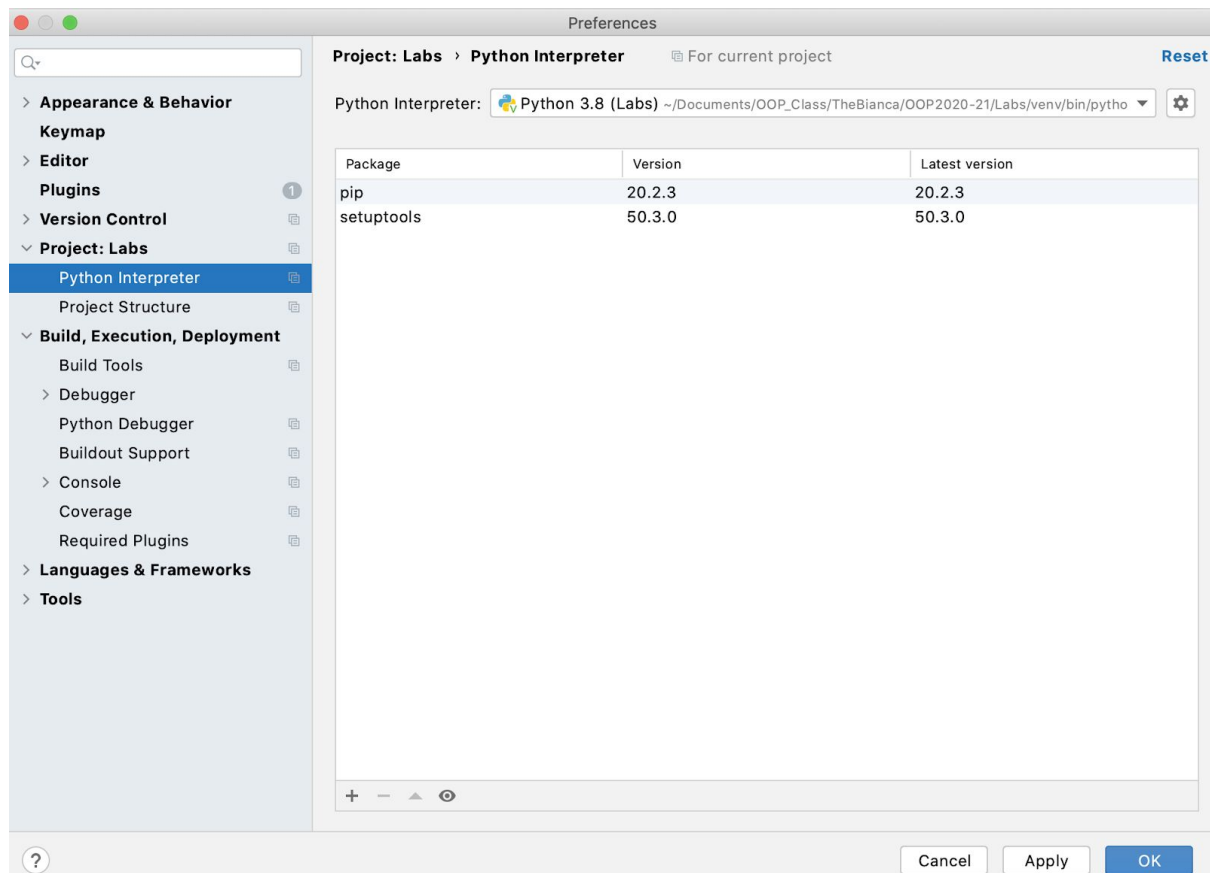 Preferences
Project: Labs › Python Interpreter For current project Reset
Python Interpreter: Python 3.8 (Labs) ~/Documents/OOP_Class/TheBianca/OOP2020-21/Labs/venv/bin/pytho
Appearance & Behavior
Keymap
Editor
Plugins 1
Version Control
Project: Labs
Python Interpreter
Project Structure
Build, Execution, Deployment
Build Tools
Debugger
Python Debugger
Buildout Support
Console
Coverage
Required Plugins
Languages & Frameworks
Tools
Package Version Latest version
pip 20.2.3 20.2.3
setuptools 50.3.0 50.3.0
? Cancel Apply OK